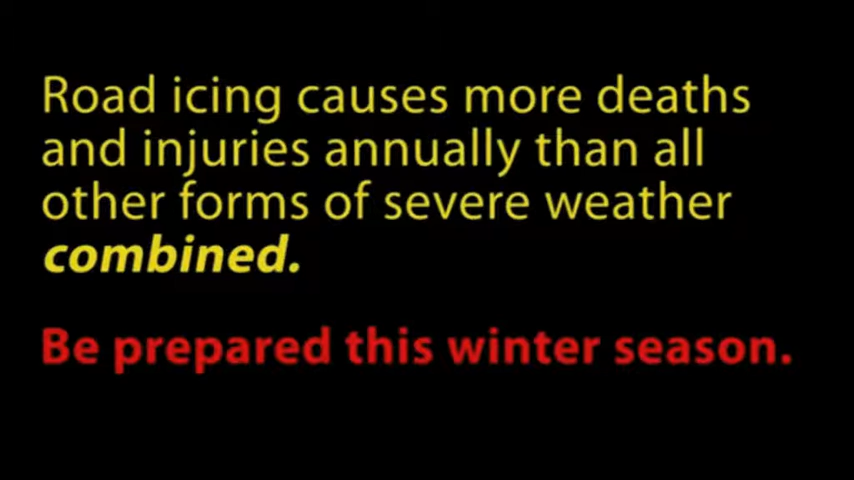 Road icing causes more deaths
and injuries annually than all
other forms of severe weather
combined.
Be prepared this winter season.